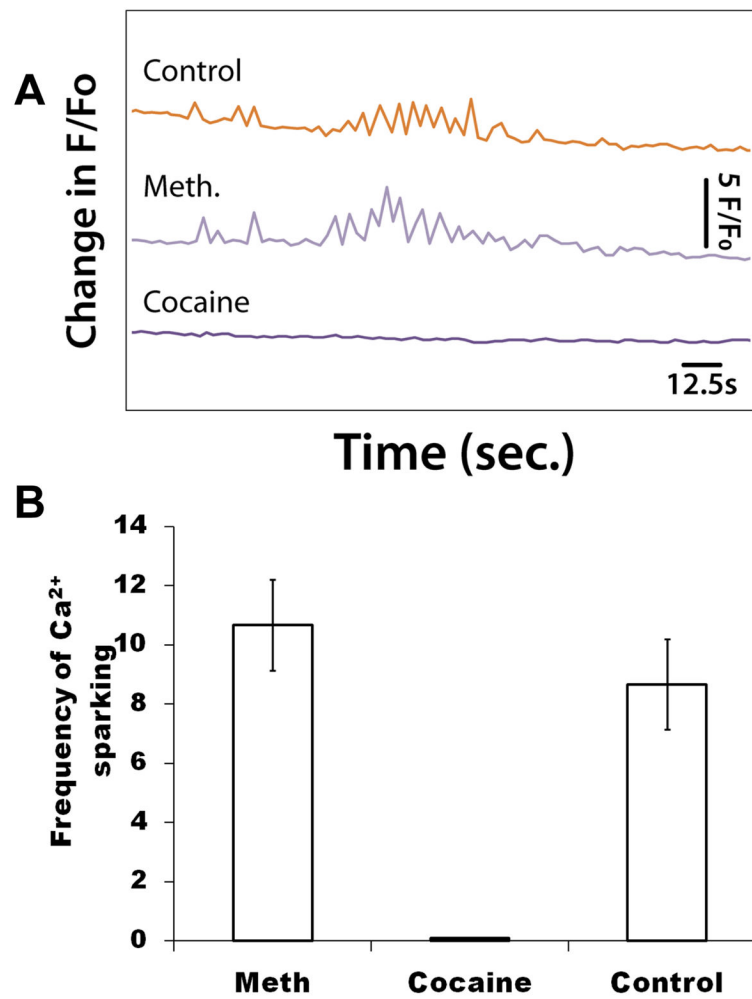 A
Change in F/Fo
Control
Meth.
Cocaine
5 F/F₀
12.5s
Time (sec.)
B
Frequency of Ca²⁺
sparking
14
12
10
8
6
4
2
0
Meth
Cocaine
Control